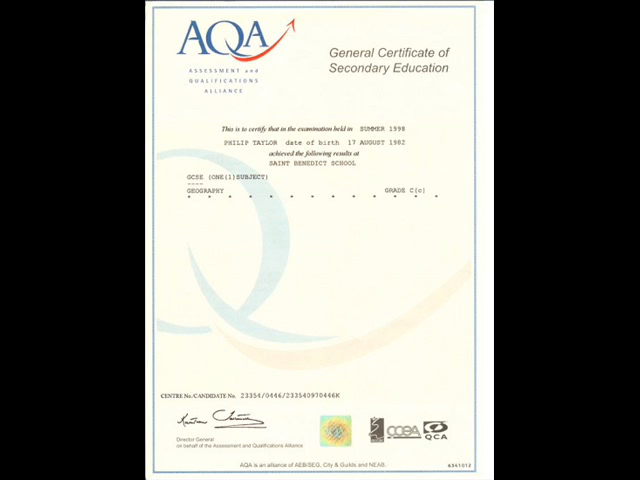 AQA
ASSESSMENT and
QUALIFICATIONS
ALLIANCE
General Certificate of
Secondary Education
This is to certify that in the examination held in SUMMER 1998
PHILIP TAYLOR date of birth 17 AUGUST 1982
achieved the following results at
SAINT BENEDICT SCHOOL
GCSE (ONE(1)SUBJECT)
----
GEOGRAPHY GRADE C(c)
* * * * * * * * * * * * * *
CENTRE No./CANDIDATE No. 23354/0446/233540970446K
Director General
on behalf of the Assessment and Qualifications Alliance
CCEA
QCA
AQA is an alliance of AEB/SEG, City & Guilds and NEAB.